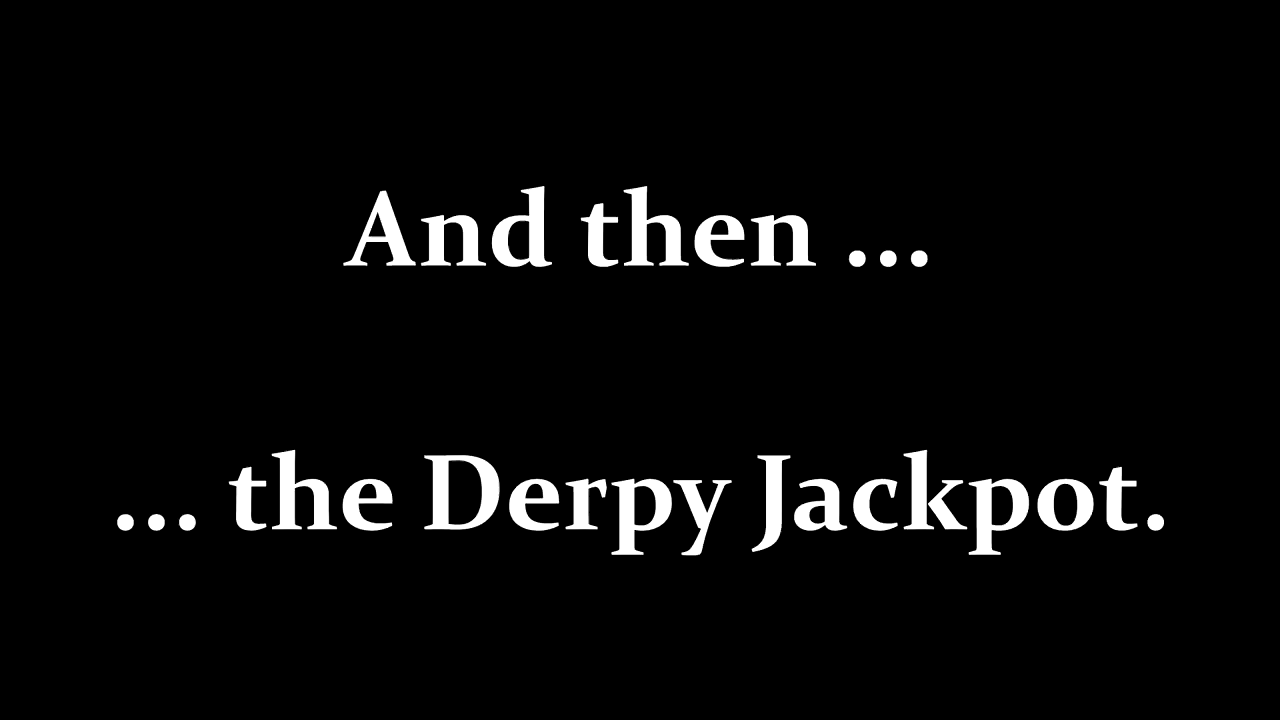 And then ...
... the Derpy Jackpot.